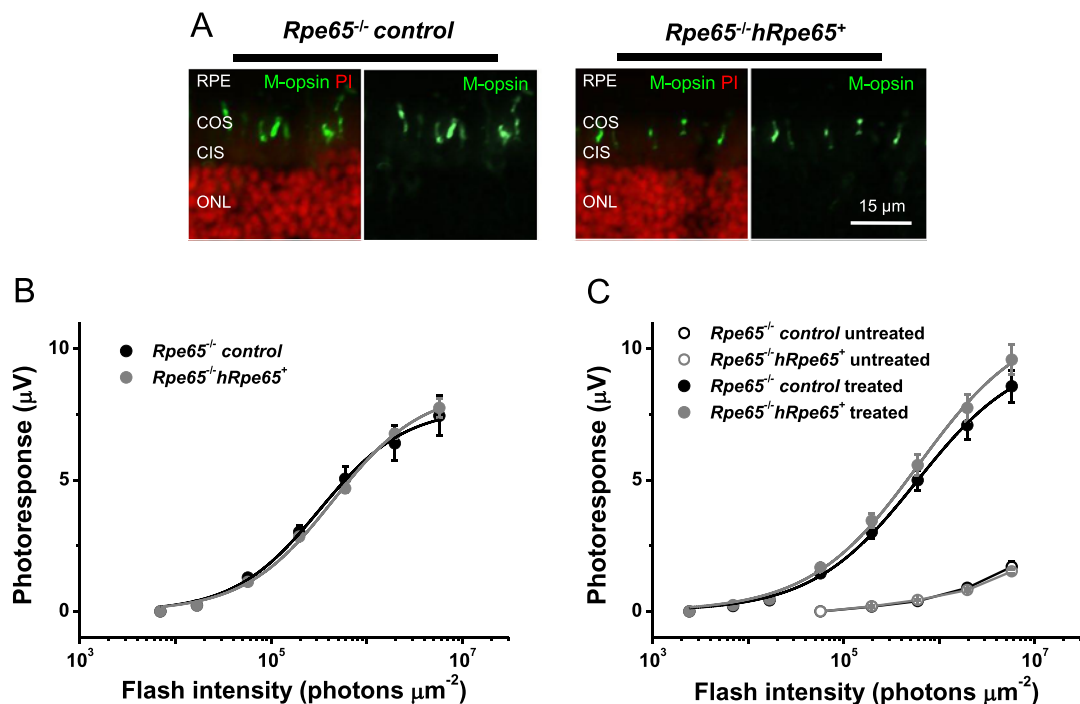 A
Rpe65-/- control
Rpe65-/-hRpe65+
RPE
M-opsin PI
COS
CIS
ONL
M-opsin
RPE
M-opsin PI
COS
CIS
ONL
M-opsin
15 μm
B
Rpe65-/- control
Rpe65-/-hRpe65+
Photoresponse (μV)
10
5
0
10^3
10^5
10^7
Flash intensity (photons μm^-2)
C
Rpe65-/- control untreated
Rpe65-/-hRpe65+ untreated
Rpe65-/- control treated
Rpe65-/-hRpe65+ treated
Photoresponse (μV)
10
5
0
10^3
10^5
10^7
Flash intensity (photons μm^-2)